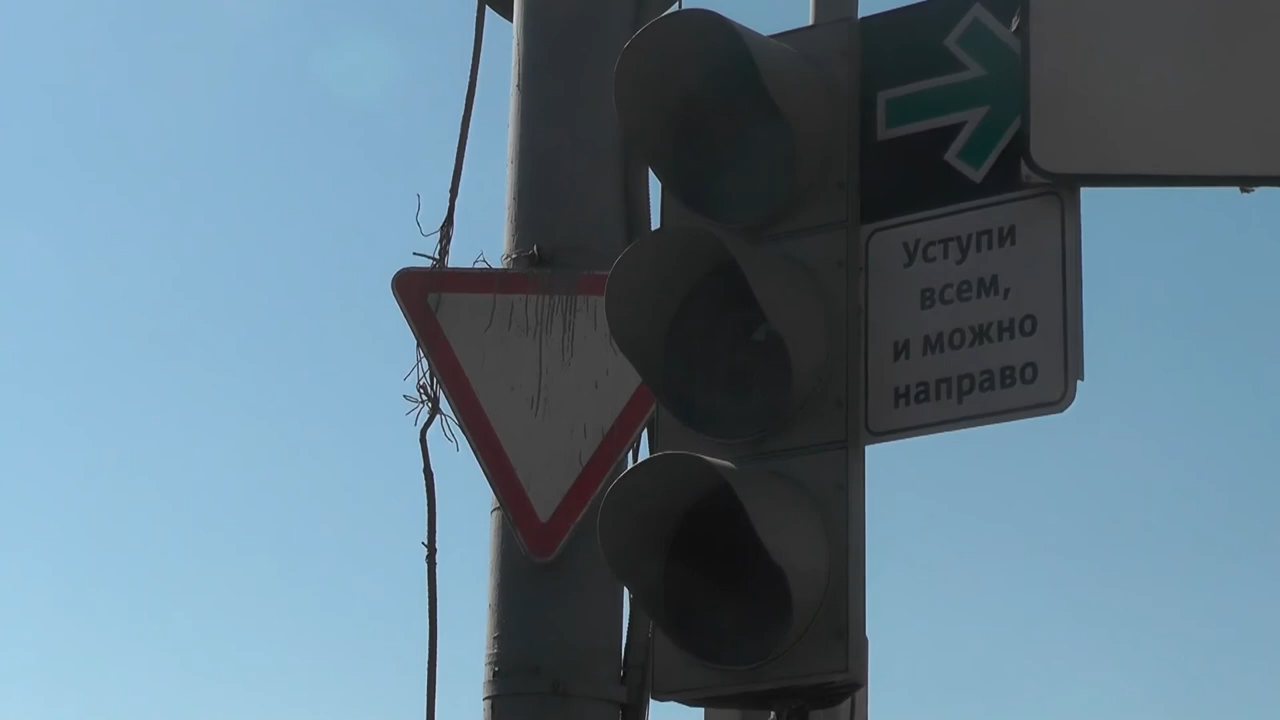 Уступи
всем,
и можно
направо